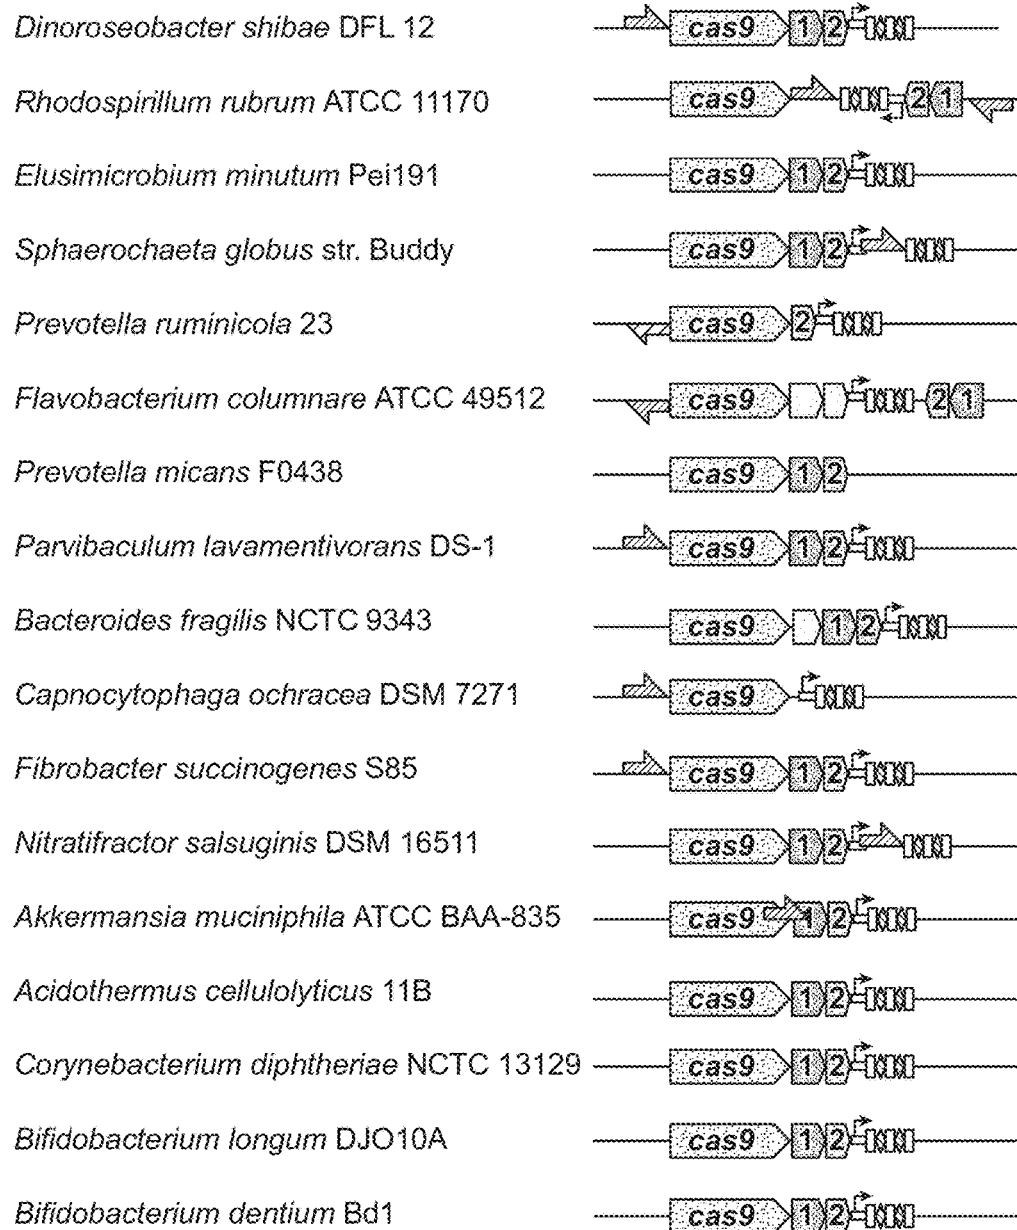 Dinoroseobacter shibae DFL 12 cas9 1 2
Rhodospirillum rubrum ATCC 11170 cas9 2 1
Elusimicrobium minutum Pei191 cas9 1 2
Sphaerochaeta globus str. Buddy cas9 1 2
Prevotella ruminicola 23 cas9 2
Flavobacterium columnare ATCC 49512 cas9 2 1
Prevotella micans F0438 cas9 1 2
Parvibaculum lavamentivorans DS-1 cas9 1 2
Bacteroides fragilis NCTC 9343 cas9 1 2
Capnocytophaga ochracea DSM 7271 cas9
Fibrobacter succinogenes S85 cas9 1 2
Nitratifractor salsuginis DSM 16511 cas9 1 2
Akkermansia muciniphila ATCC BAA-835 cas9 1 2
Acidothermus cellulolyticus 11B cas9 1 2
Corynebacterium diphtheriae NCTC 13129 cas9 1 2
Bifidobacterium longum DJO10A cas9 1 2
Bifidobacterium dentium Bd1 cas9 1 2